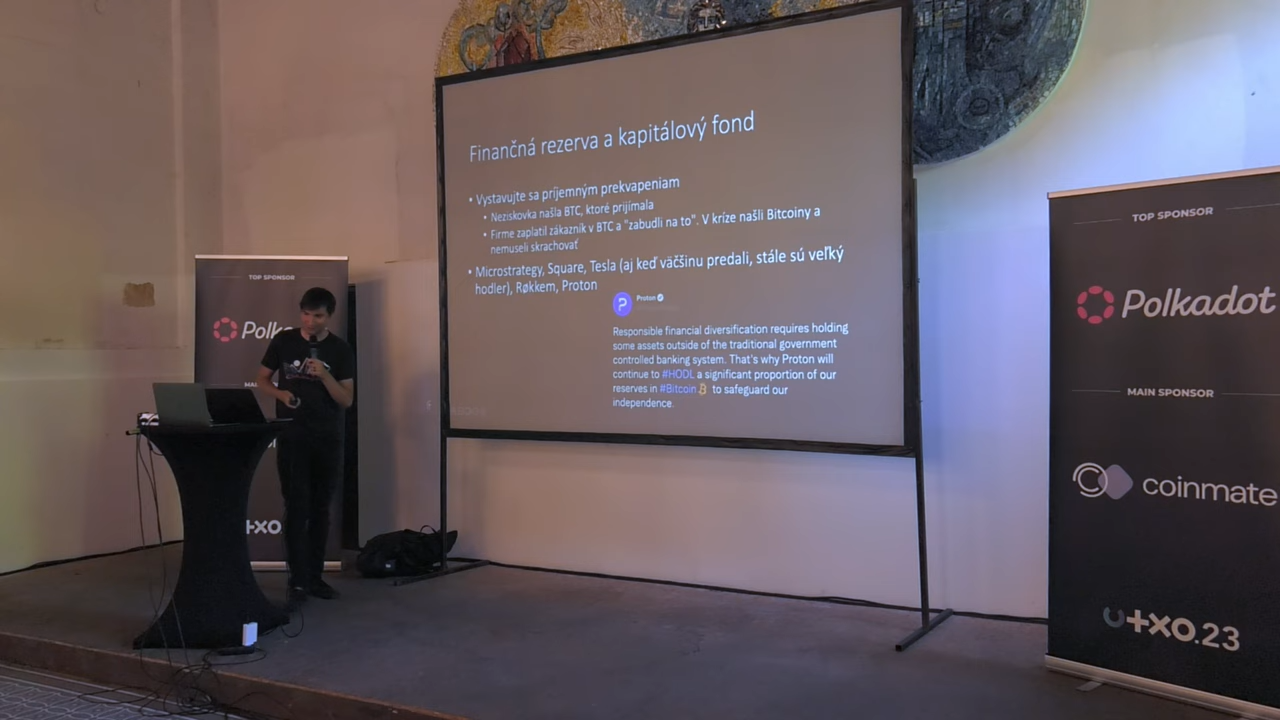 Finančná rezerva a kapitálový fond
• Vystavujte sa príjemným prekvapeniam
• Neziskovka našla BTC, ktoré prijímala
• Firme zaplatil zákazník v BTC a "zabudli na to". V kríze našli Bitcoiny a
nemuseli skrachovať
• Microstrategy, Square, Tesla (aj keď väčšinu predali, stále sú veľký
hodler), Røkkem, Proton
Proton
Responsible financial diversification requires holding
some assets outside of the traditional government
controlled banking system. That's why Proton will
continue to #HODL a significant proportion of our
reserves in #Bitcoin to safeguard our
independence.
TOP SPONSOR
Polk
MA
+XO
TOP SPONSOR
Polkadot
MAIN SPONSOR
coinmate
U+XO.23